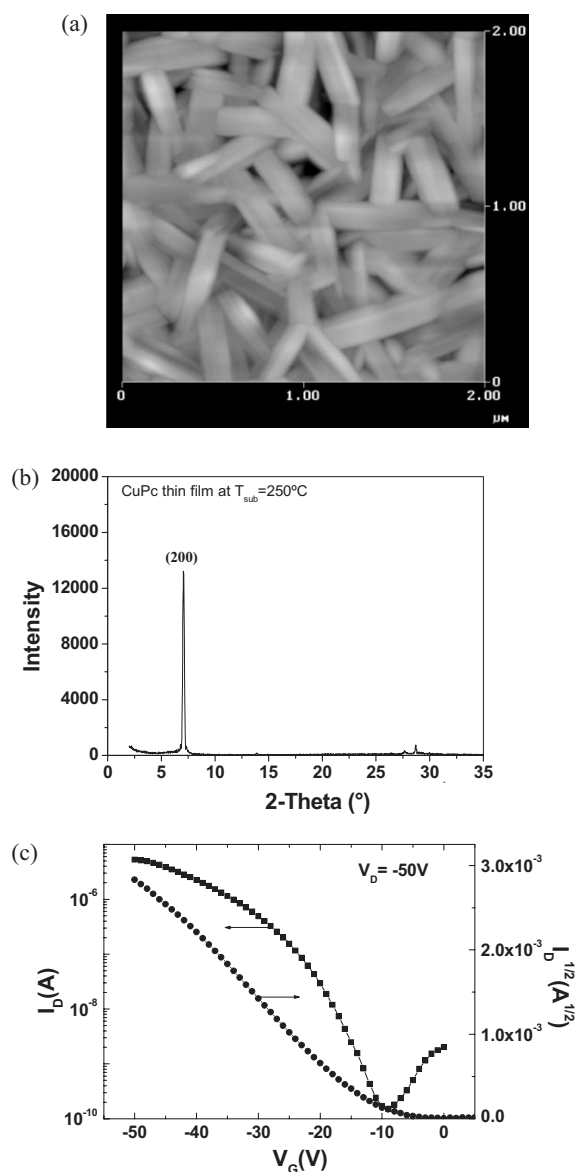 (a)
2.00
1.00
0
0
1.00
2.00
μM
(b)
CuPc thin film at T_sub=250ºC
(200)
20000
16000
12000
8000
4000
0
Intensity
0 5 10 15 20 25 30 35
2-Theta (°)
(c)
V_D= -50V
10^-6
10^-8
10^-10
I_D(A)
3.0x10^-3
2.0x10^-3
1.0x10^-3
0.0
I_D^1/2(A^1/2)
-50 -40 -30 -20 -10 0
V_G(V)